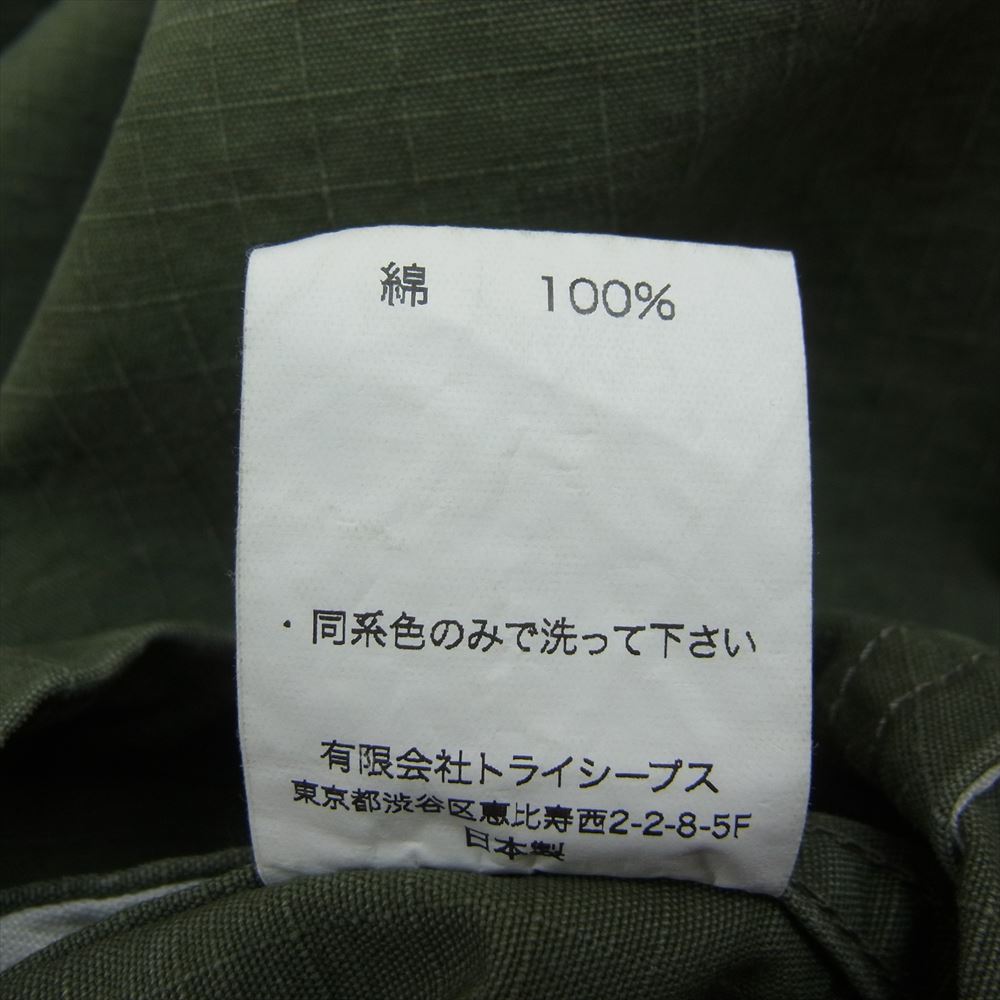 綿 100%
・同系色のみで洗って下さい
有限会社トライシープス
東京都渋谷区恵比寿西2-2-8-5F
日本製